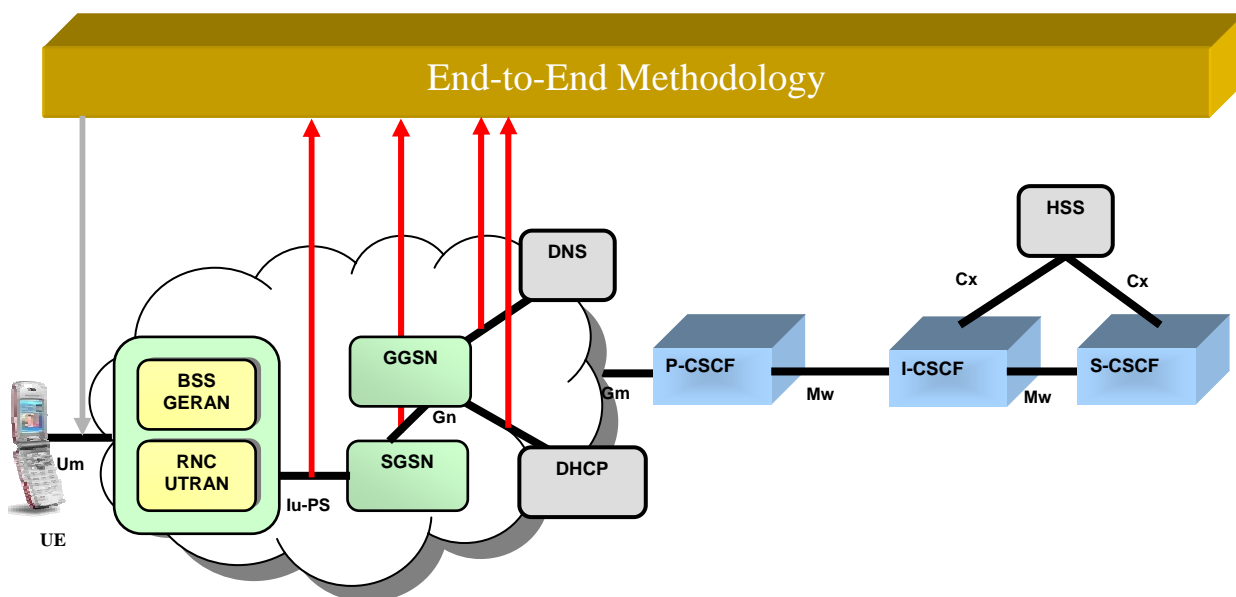 End-to-End Methodology
HSS
DNS
Cx
Cx
GGSN
P-CSCF
I-CSCF
S-CSCF
BSS
GERAN
Gm
Mw
Mw
Gn
Um
RNC
UTRAN
SGSN
DHCP
Iu-PS
UE